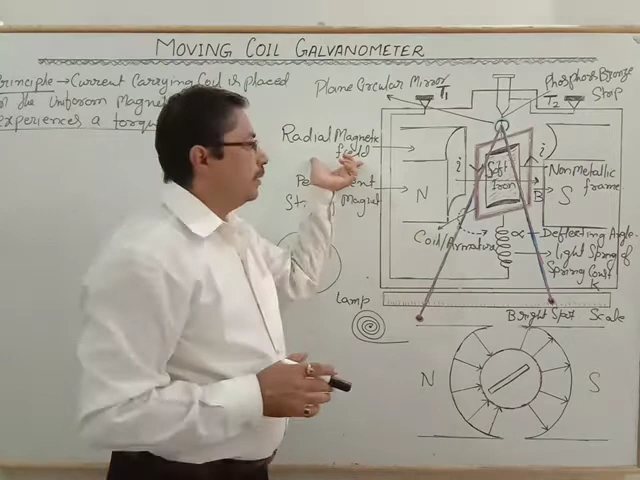 MOVING COIL GALVANOMETER
Principle → Current Carrying Coil is placed
in the Uniform Magnet
experiences a torque
Plane Circular Mirror
T1
Phosphor Bronze
Strip
T2
Radial Magnetic
field
Permanent
Strong Magnet
N
i
Soft
Iron
i
B
Non Metallic
frame
S
Coil/Armature
α → Deflecting Angle.
Light Spring of
Spring Const
K
Lamp
Bright Spot Scale
N
S